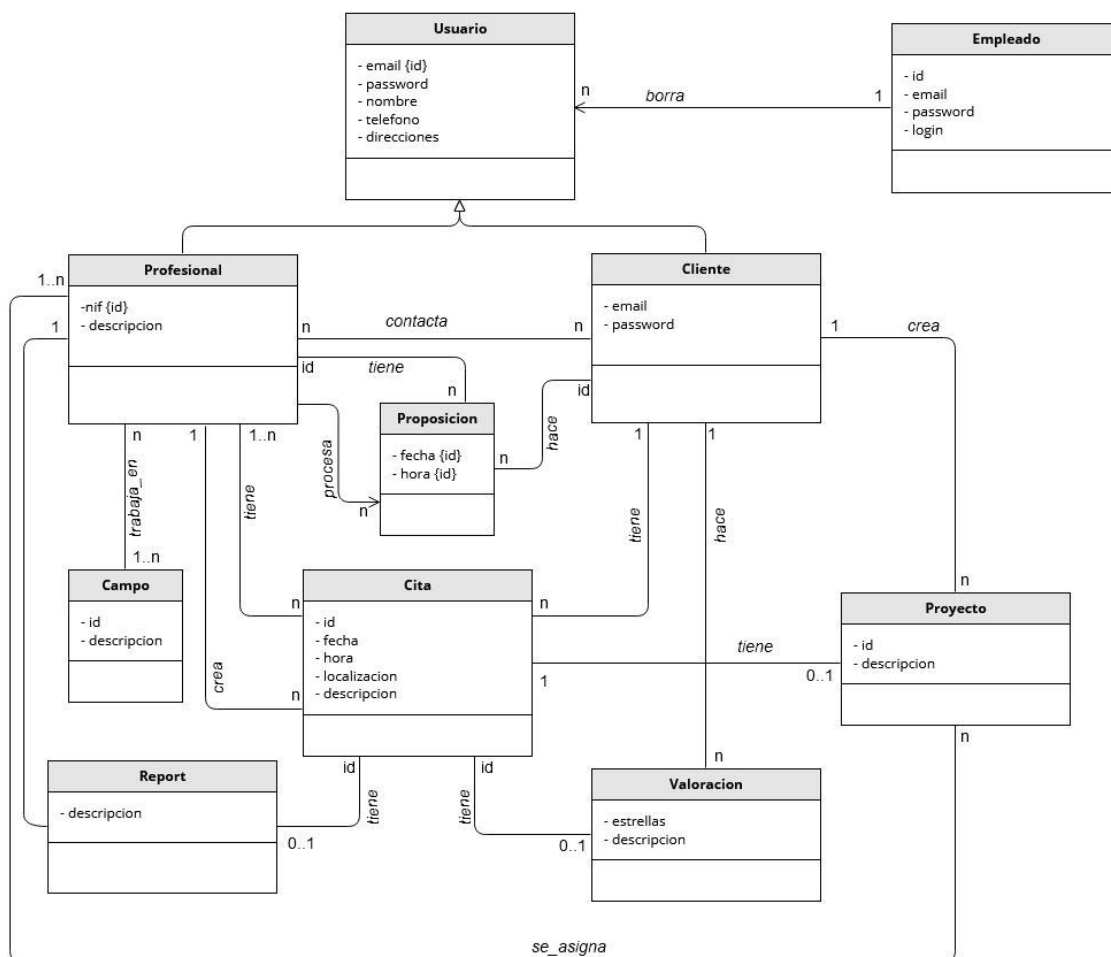 Usuario
- email {id}
- password
- nombre
- telefono
- direcciones
Empleado
- id
- email
- password
- login
n
borra
1
Profesional
-nif {id}
- descripcion
Cliente
- email
- password
1..n
1
n
contacta
n
1
crea
id
tiene
n
id
Proposicion
- fecha {id}
- hora {id}
n
hace
procesa
n
n
1
1..n
1
1
trabaja_en
tiene
tiene
hace
1..n
Campo
- id
- descripcion
crea
Cita
- id
- fecha
- hora
- localizacion
- descripcion
n
n
n
n
Proyecto
- id
- descripcion
tiene
1
0..1
n
Report
- descripcion
id
tiene
0..1
id
tiene
0..1
n
Valoracion
- estrellas
- descripcion
se_asigna